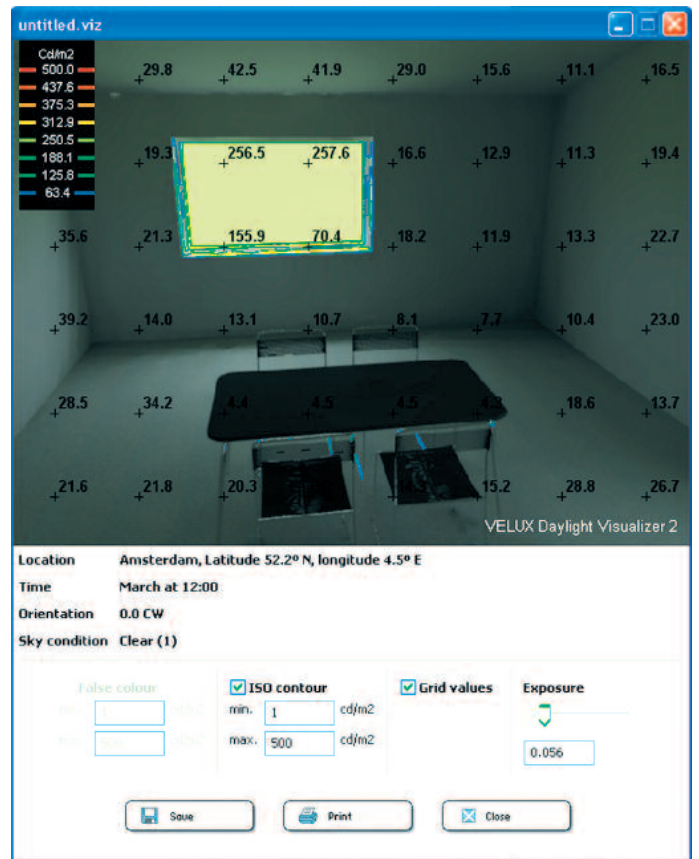 untitled.viz
Cd/m2
500.0
437.6
375.3
312.9
250.5
188.1
125.8
63.4
29.8 42.5 41.9 29.0 15.6 11.1 16.5
19.3 256.5 257.6 16.6 12.9 11.3 19.4
35.6 21.3 155.9 70.4 18.2 11.9 13.3 22.7
39.2 14.0 13.1 10.7 8.1 7.7 10.4 23.0
28.5 34.2 4.4 4.5 4.5 4.3 18.6 13.7
21.6 21.8 20.3 15.2 28.8 26.7
VELUX Daylight Visualizer 2
Location Amsterdam, Latitude 52.2º N, longitude 4.5º E
Time March at 12:00
Orientation 0.0 CW
Sky condition Clear (1)
False colour ISO contour Grid values Exposure
min. 1 cd/m2
max. 500 cd/m2
0.056
Save Print Close